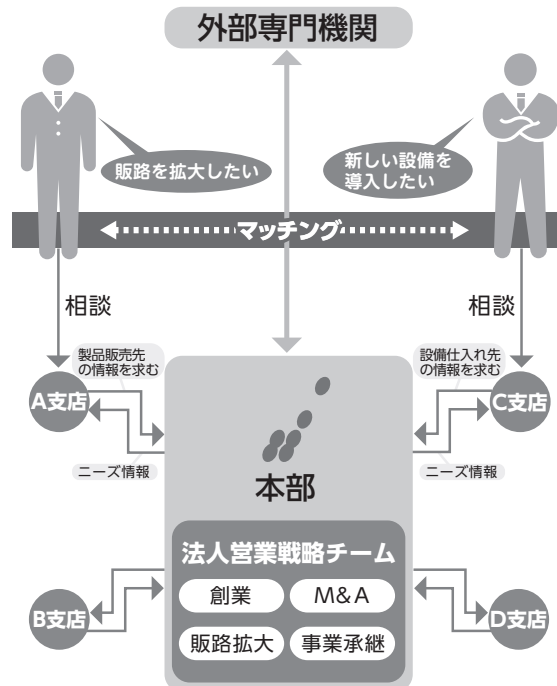 外部専門機関
販路を拡大したい
新しい設備を
導入したい
マッチング
相談
相談
製品販売先
の情報を求む
設備仕入れ先
の情報を求む
A支店
C支店
ニーズ情報
ニーズ情報
本部
法人営業戦略チーム
創業
M&A
販路拡大
事業承継
B支店
D支店